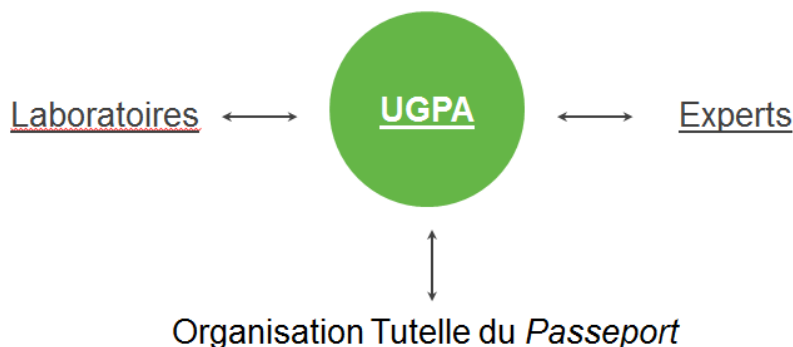 Laboratoires
UGPA
Experts
Organisation Tutelle du Passeport